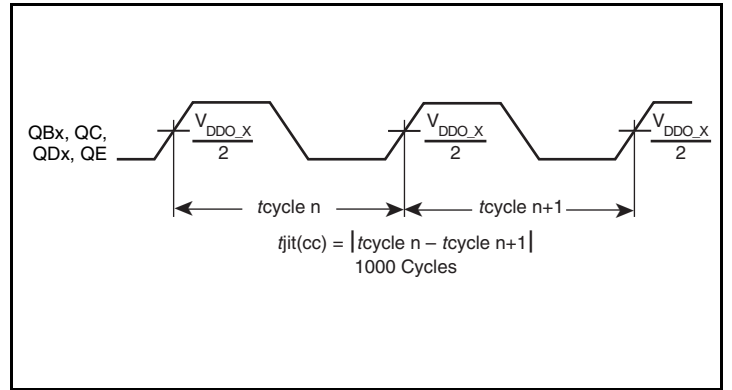 QBx, QC,
QDx, QE
VDDO_X
2
VDDO_X
2
VDDO_X
2
tcycle n
tcycle n+1
tjit(cc) = |tcycle n – tcycle n+1|
1000 Cycles